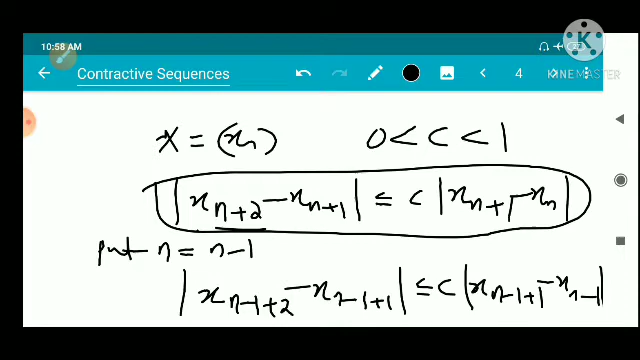 10:58 AM
Contractive Sequences
4
KINEMASTER
X = (xn) 0 < C < 1
|xn+2 - xn+1| ≤ C |xn+1 - xn|
put n = n-1
|xn-1+2 - xn-1+1| ≤ C |xn-1+1 - xn-1|